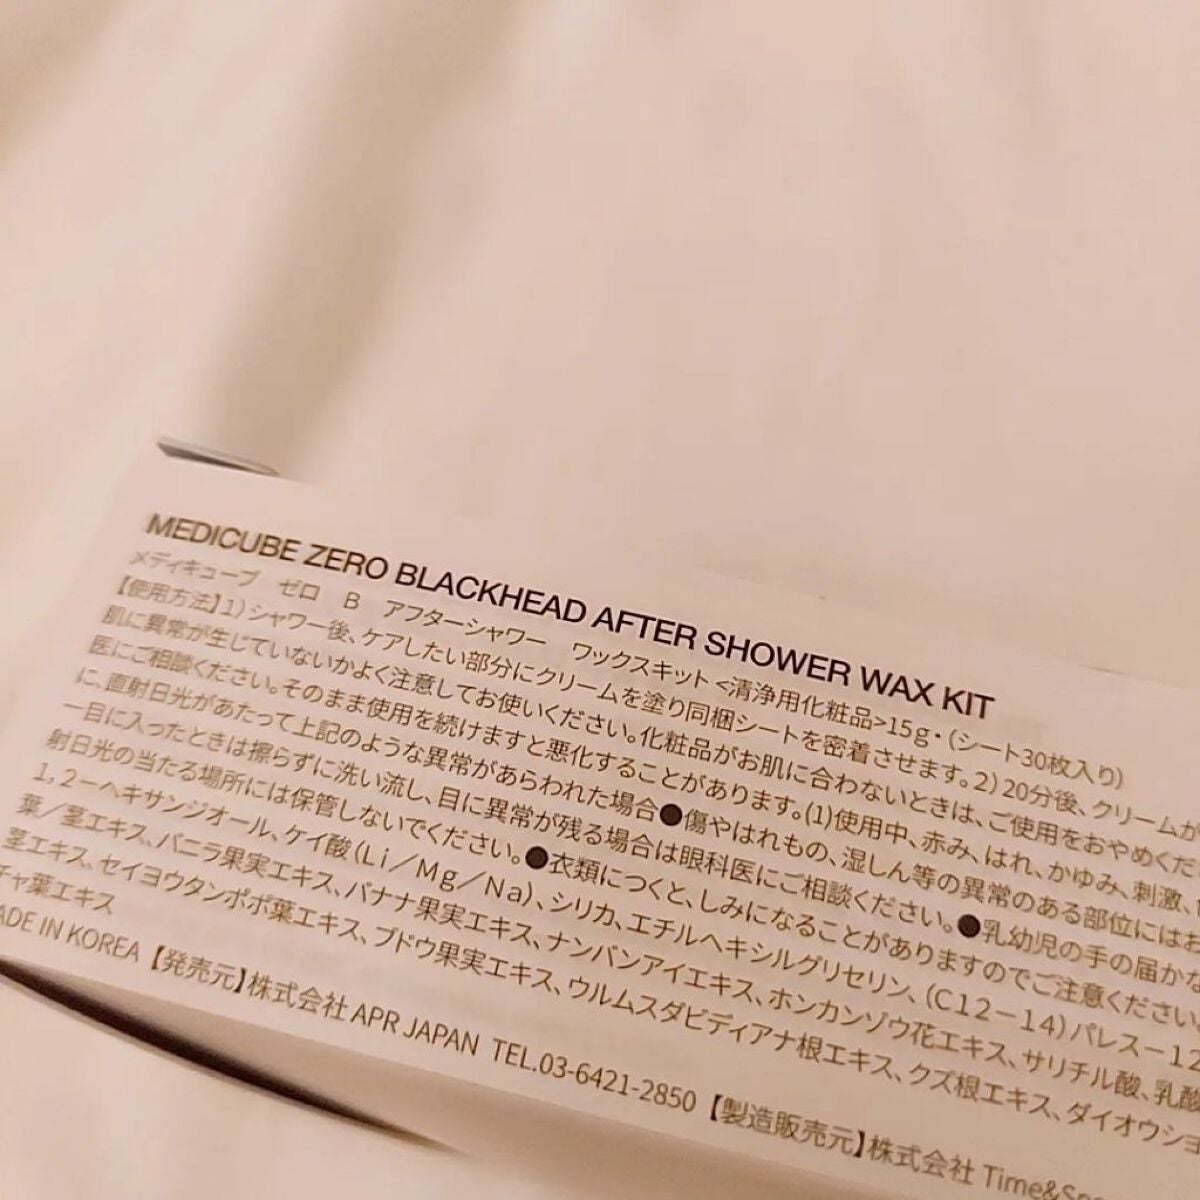 MEDICUBE ZERO BLACKHEAD AFTER SHOWER WAX KIT
メディキューブ ゼロ B アフターシャワー ワックスキット <清浄用化粧品>15g・(シート30枚入り)
【使用方法】1)シャワー後、ケアしたい部分にクリームを塗り同梱シートを密着させます。2)20分後、クリームが
肌に異常が生じていないかよく注意してお使いください。化粧品がお肌に合わないときは、ご使用をおやめくだ
医にご相談ください。そのまま使用を続けますと悪化することがあります。(1)使用中、赤み、はれ、かゆみ、刺激、
に、直射日光があたって上記のような異常があらわれた場合●傷やはれもの、湿しん等の異常のある部位にはお
一目に入ったときは擦らずに洗い流し、目に異常が残る場合は眼科医にご相談ください。●乳幼児の手の届かな
射日光の当たる場所には保管しないでください。●衣類につくと、しみになることがありますのでご注意ください
1,2-ヘキサンジオール、ケイ酸(Li/Mg/Na)、シリカ、エチルヘキシルグリセリン、(C12-14)パレス-12
葉/茎エキス、バニラ果実エキス、バナナ果実エキス、ナンバンアイエキス、ホンカンゾウ花エキス、サリチル酸、乳酸
茎エキス、セイヨウタンポポ葉エキス、ブドウ果実エキス、ウルムスダビディアナ根エキス、クズ根エキス、ダイオウショ
チャ葉エキス
ADE IN KOREA 【発売元】株式会社 APR JAPAN TEL.03-6421-2850 【製造販売元】株式会社 Time&